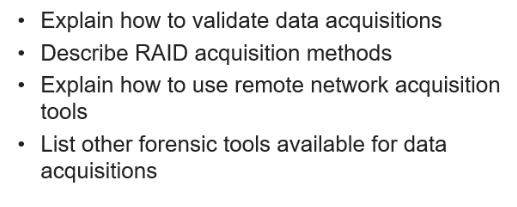 • Explain how to validate data acquisitions
• Describe RAID acquisition methods
• Explain how to use remote network acquisition
tools
• List other forensic tools available for data
acquisitions